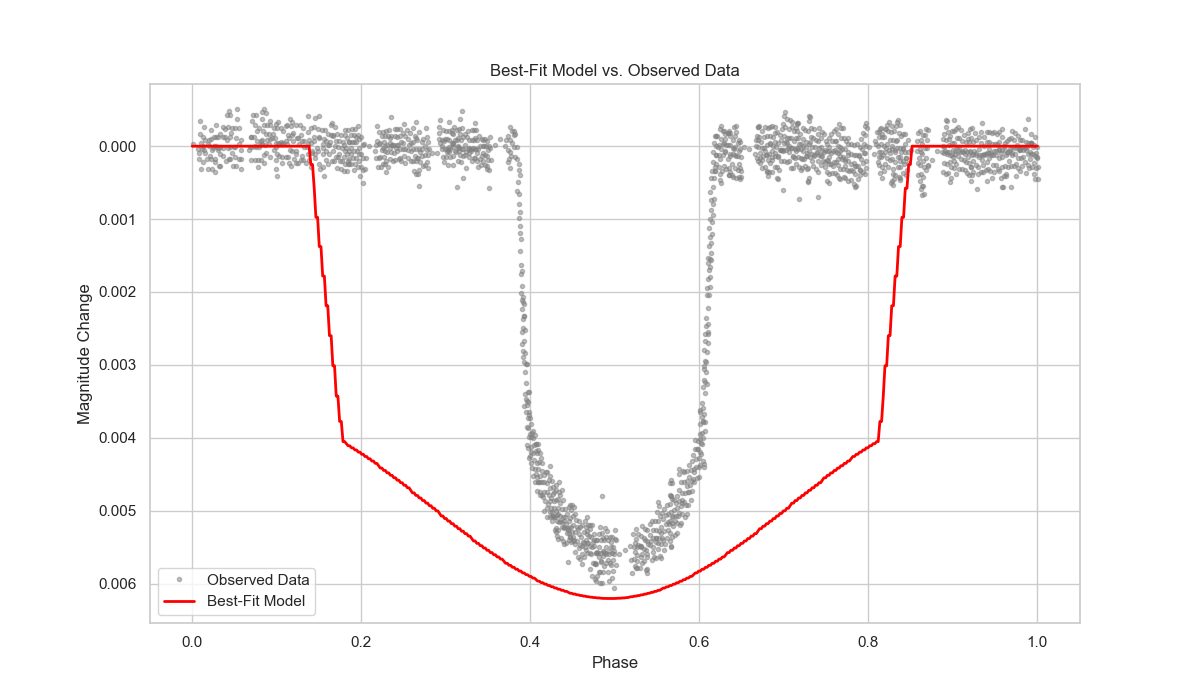 Best-Fit Model vs. Observed Data
Magnitude Change
0.000
0.001
0.002
0.003
0.004
0.005
0.006
Observed Data
Best-Fit Model
0.0 0.2 0.4 0.6 0.8 1.0
Phase